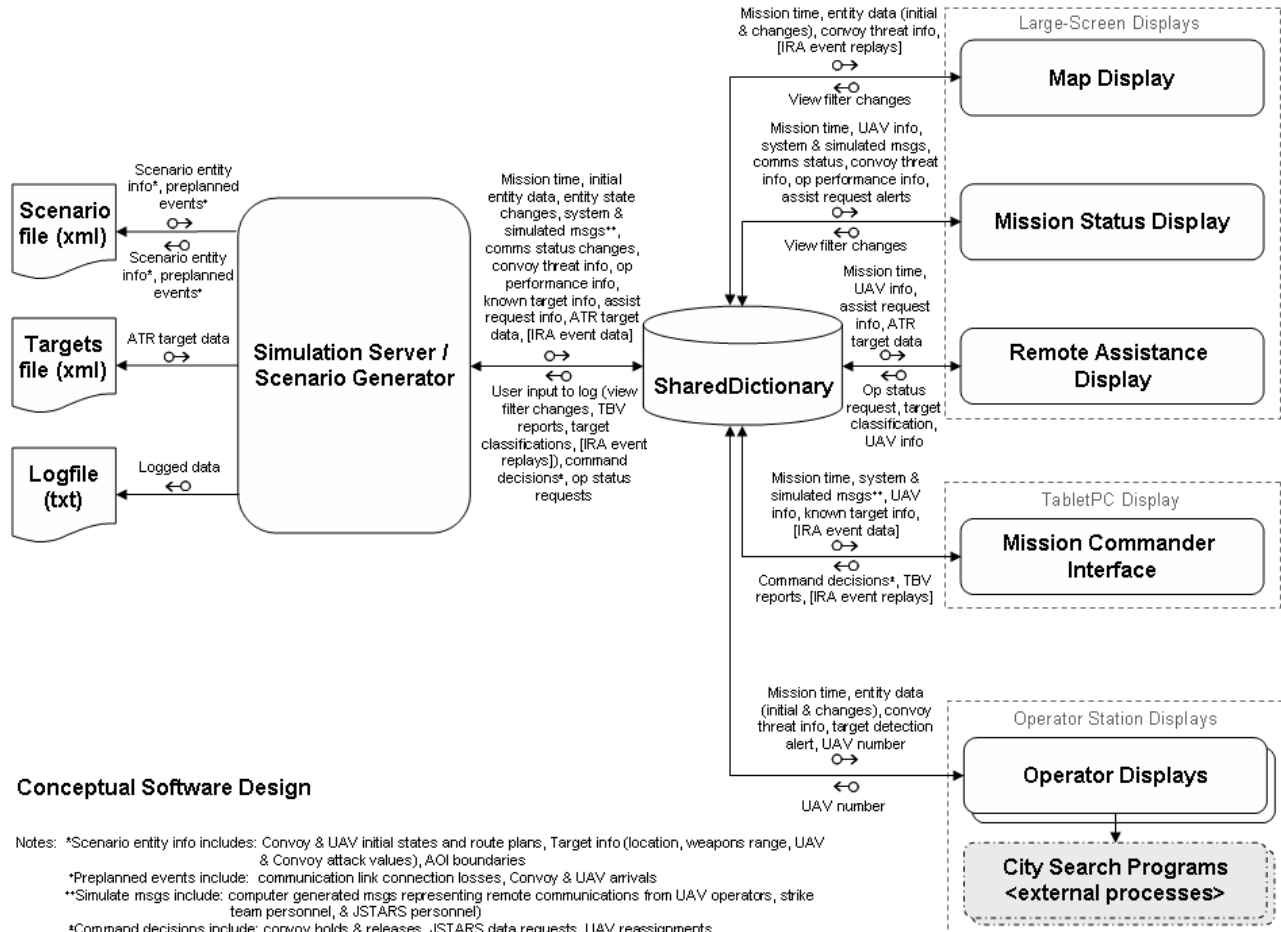 Mission time, entity data (initial
& changes), convoy threat info,
[IRA event replays]
View filter changes
Large-Screen Displays
Map Display
Mission time, UAV info,
system & simulated msgs,
comms status, convoy threat
info, op performance info,
assist request alerts
View filter changes
Mission Status Display
Mission time,
UAV info,
assist request
info, ATR
target data
Op status
request, target
classification,
UAV info
Remote Assistance
Display
Scenario
file (xml)
Scenario entity
info*, preplanned
events*
Scenario entity
info*, preplanned
events*
Targets
file (xml)
ATR target data
Logfile
(txt)
Logged data
Simulation Server /
Scenario Generator
Mission time, initial
entity data, entity state
changes, system &
simulated msgs**,
comms status changes,
convoy threat info, op
performance info,
known target info, assist
request info, ATR target
data, [IRA event data]
User input to log (view
filter changes, TBV
reports, target
classifications, [IRA event
replays]), command
decisions*, op status
requests
SharedDictionary
Mission time, system &
simulated msgs**, UAV
info, known target info,
[IRA event data]
Command decisions*, TBV
reports, [IRA event replays]
TabletPC Display
Mission Commander
Interface
Mission time, entity data
(initial & changes), convoy
threat info, target detection
alert, UAV number
UAV number
Operator Station Displays
Operator Displays
City Search Programs
<external processes>
Conceptual Software Design
Notes: *Scenario entity info includes: Convoy & UAV initial states and route plans, Target info (location, weapons range, UAV
& Convoy attack values), AOI boundaries
*Preplanned events include: communication link connection losses, Convoy & UAV arrivals
**Simulate msgs include: computer generated msgs representing remote communications from UAV operators, strike
team personnel, & JSTARS personnel)
*Command decisions include: convoy holds & releases, JSTARS data requests, UAV reassignments